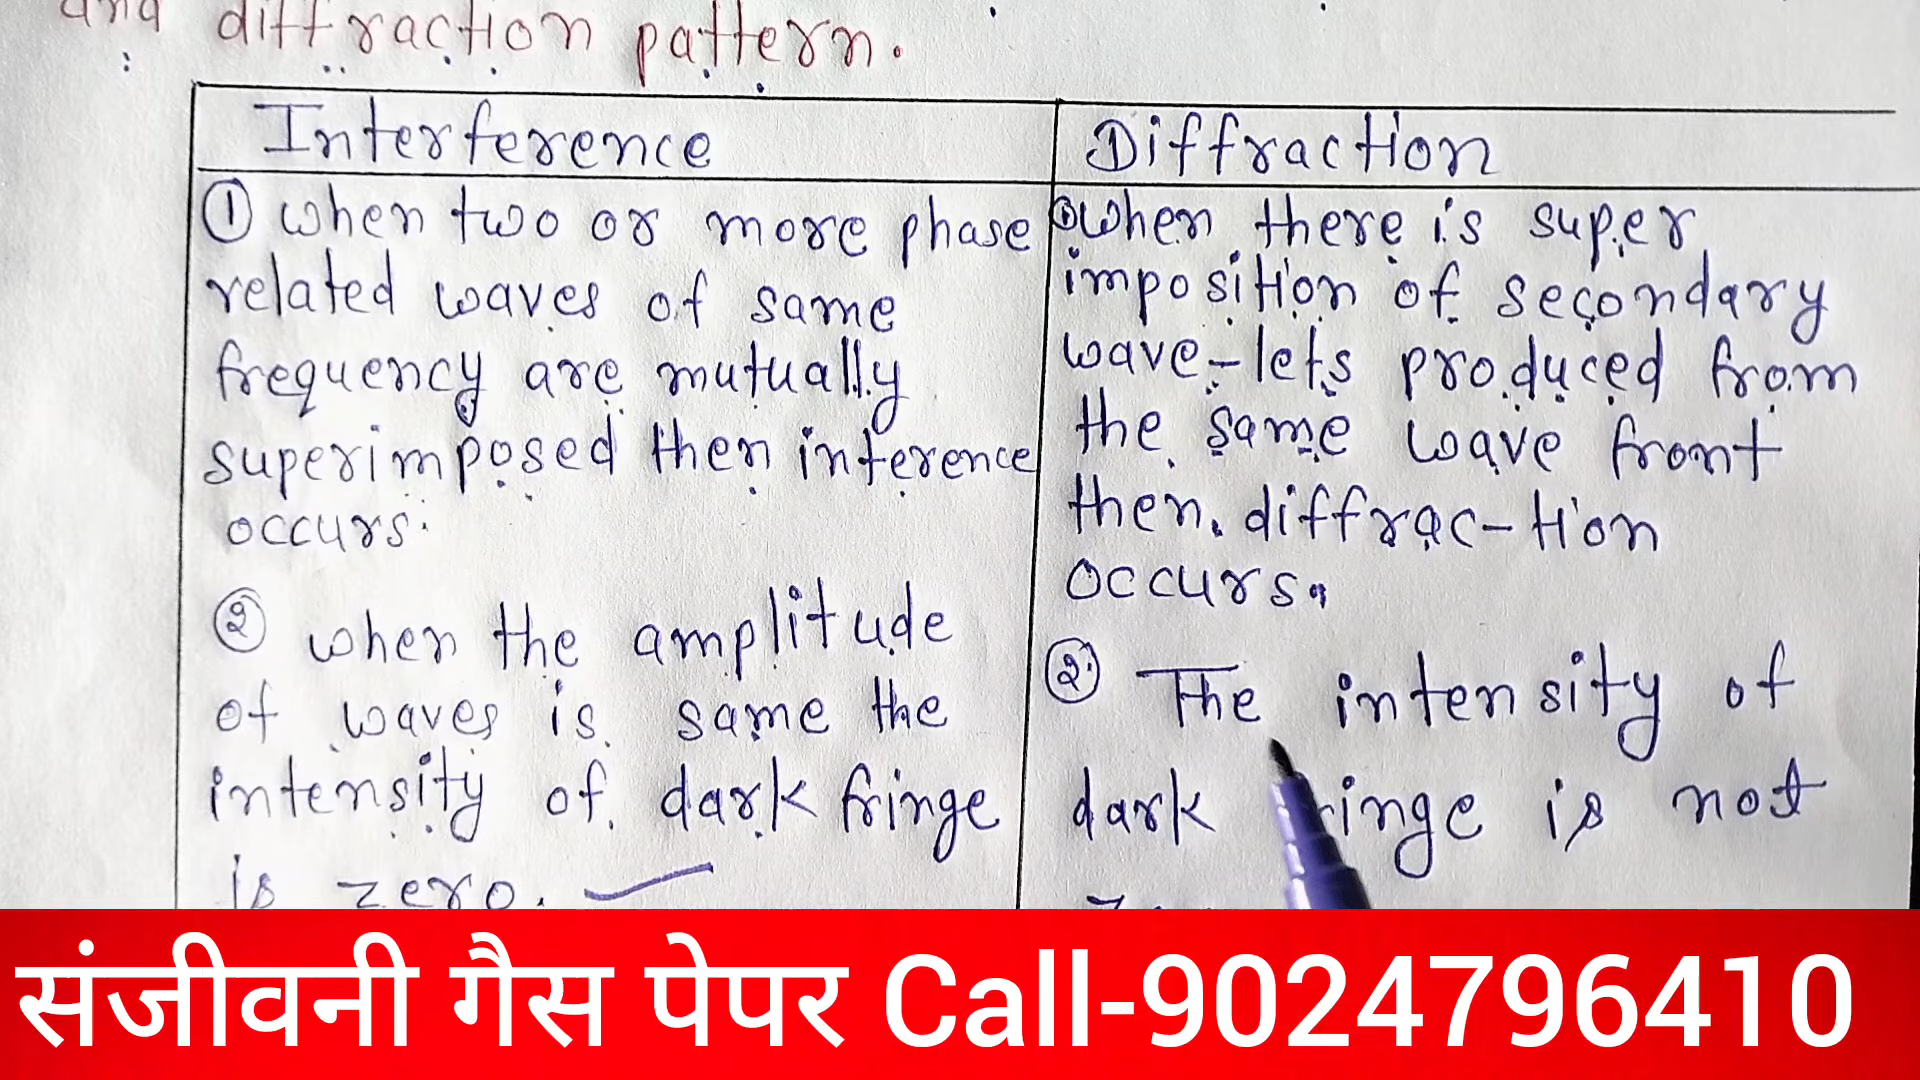 and diffraction pattern.
Interference
① when two or more phase
related waves of same
frequency are mutually
superimposed then inference
occurs.
② when the amplitude
of waves is same the
intensity of dark fringe
is zero.
Diffraction
① when there is super
imposition of secondary
wave-lets produced from
the same wave front
then diffrac-tion
occurs.
② The intensity of
dark ringe is not
संजीवनी गैस पेपर Call-9024796410